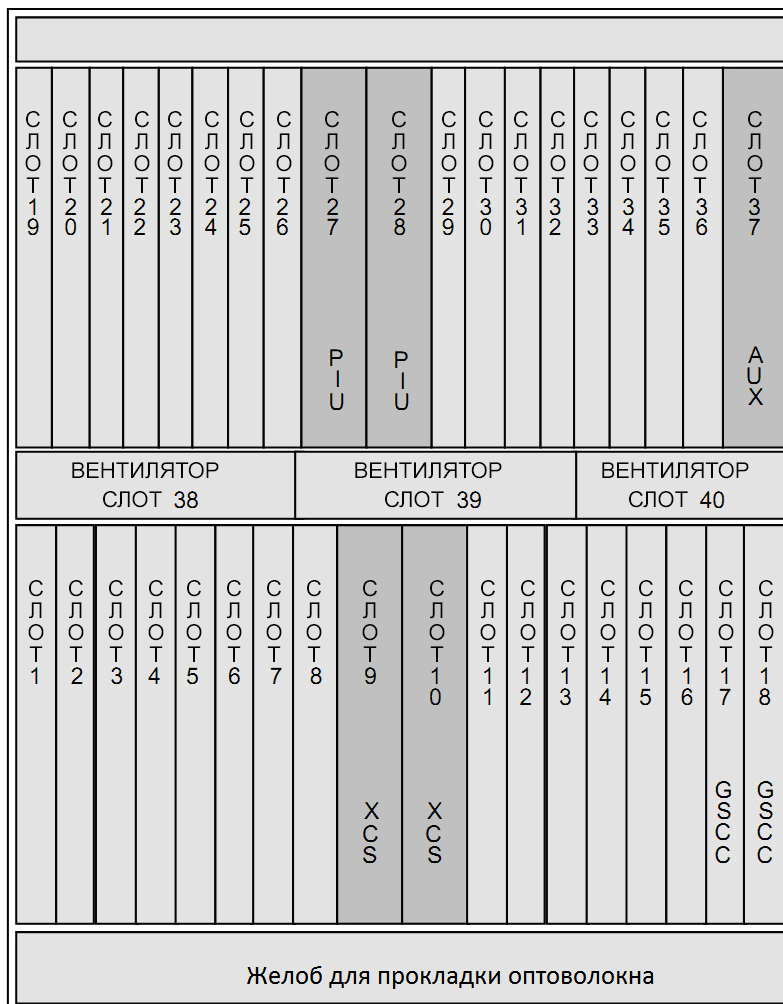 СЛОТ19
СЛОТ20
СЛОТ21
СЛОТ22
СЛОТ23
СЛОТ24
СЛОТ25
СЛОТ26
СЛОТ27 PIU
СЛОТ28 PIU
СЛОТ29
СЛОТ30
СЛОТ31
СЛОТ32
СЛОТ33
СЛОТ34
СЛОТ35
СЛОТ36
СЛОТ37 AUX
ВЕНТИЛЯТОР
СЛОТ 38
ВЕНТИЛЯТОР
СЛОТ 39
ВЕНТИЛЯТОР
СЛОТ 40
СЛОТ1
СЛОТ2
СЛОТ3
СЛОТ4
СЛОТ5
СЛОТ6
СЛОТ7
СЛОТ8
СЛОТ9 XCS
СЛОТ10 XCS
СЛОТ11
СЛОТ12
СЛОТ13
СЛОТ14
СЛОТ15
СЛОТ16
СЛОТ17 GSCC
СЛОТ18 GSCC
Желоб для прокладки оптоволокна